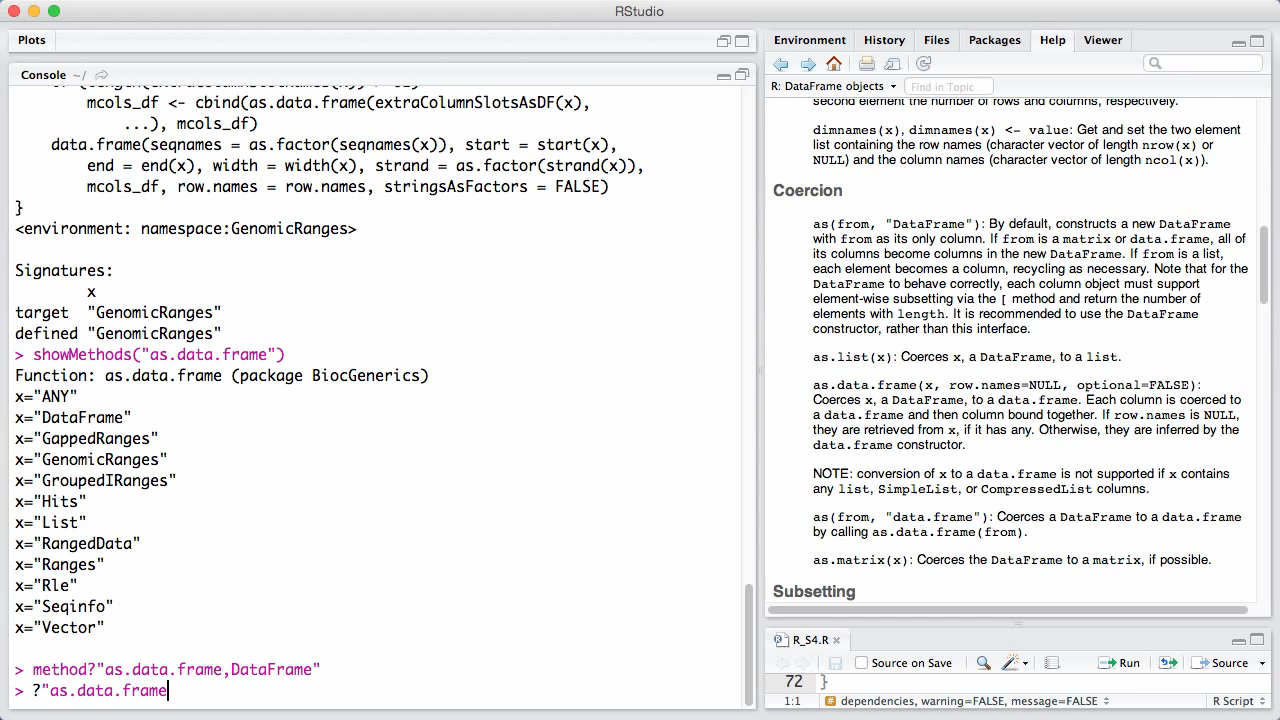 RStudio
Plots
Console ~/
mcols_df <- cbind(as.data.frame(extraColumnSlotsAsDF(x),
...), mcols_df)
data.frame(seqnames = as.factor(seqnames(x)), start = start(x),
end = end(x), width = width(x), strand = as.factor(strand(x)),
mcols_df, row.names = row.names, stringsAsFactors = FALSE)
}
<environment: namespace:GenomicRanges>
Signatures:
x
target "GenomicRanges"
defined "GenomicRanges"
> showMethods("as.data.frame")
Function: as.data.frame (package BiocGenerics)
x="ANY"
x="DataFrame"
x="GappedRanges"
x="GenomicRanges"
x="GroupedIRanges"
x="Hits"
x="List"
x="RangedData"
x="Ranges"
x="Rle"
x="Seqinfo"
x="Vector"
> method?"as.data.frame,DataFrame"
> ?"as.data.frame
Environment History Files Packages Help Viewer
R: DataFrame objects Find in Topic
second element the number of rows and columns, respectively.
dimnames(x), dimnames(x) <- value: Get and set the two element
list containing the row names (character vector of length nrow(x) or
NULL) and the column names (character vector of length ncol(x)).
Coercion
as(from, "DataFrame"): By default, constructs a new DataFrame
with from as its only column. If from is a matrix or data.frame, all of
its columns become columns in the new DataFrame. If from is a list,
each element becomes a column, recycling as necessary. Note that for the
DataFrame to behave correctly, each column object must support
element-wise subsetting via the [ method and return the number of
elements with length. It is recommended to use the DataFrame
constructor, rather than this interface.
as.list(x): Coerces x, a DataFrame, to a list.
as.data.frame(x, row.names=NULL, optional=FALSE):
Coerces x, a DataFrame, to a data.frame. Each column is coerced to
a data.frame and then column bound together. If row.names is NULL,
they are retrieved from x, if it has any. Otherwise, they are inferred by the
data.frame constructor.
NOTE: conversion of x to a data.frame is not supported if x contains
any list, SimpleList, or CompressedList columns.
as(from, "data.frame"): Coerces a DataFrame to a data.frame
by calling as.data.frame(from).
as.matrix(x): Coerces the DataFrame to a matrix, if possible.
Subsetting
R_S4.R
Source on Save Run Source
72 }
1:1 dependencies, warning=FALSE, message=FALSE R Script